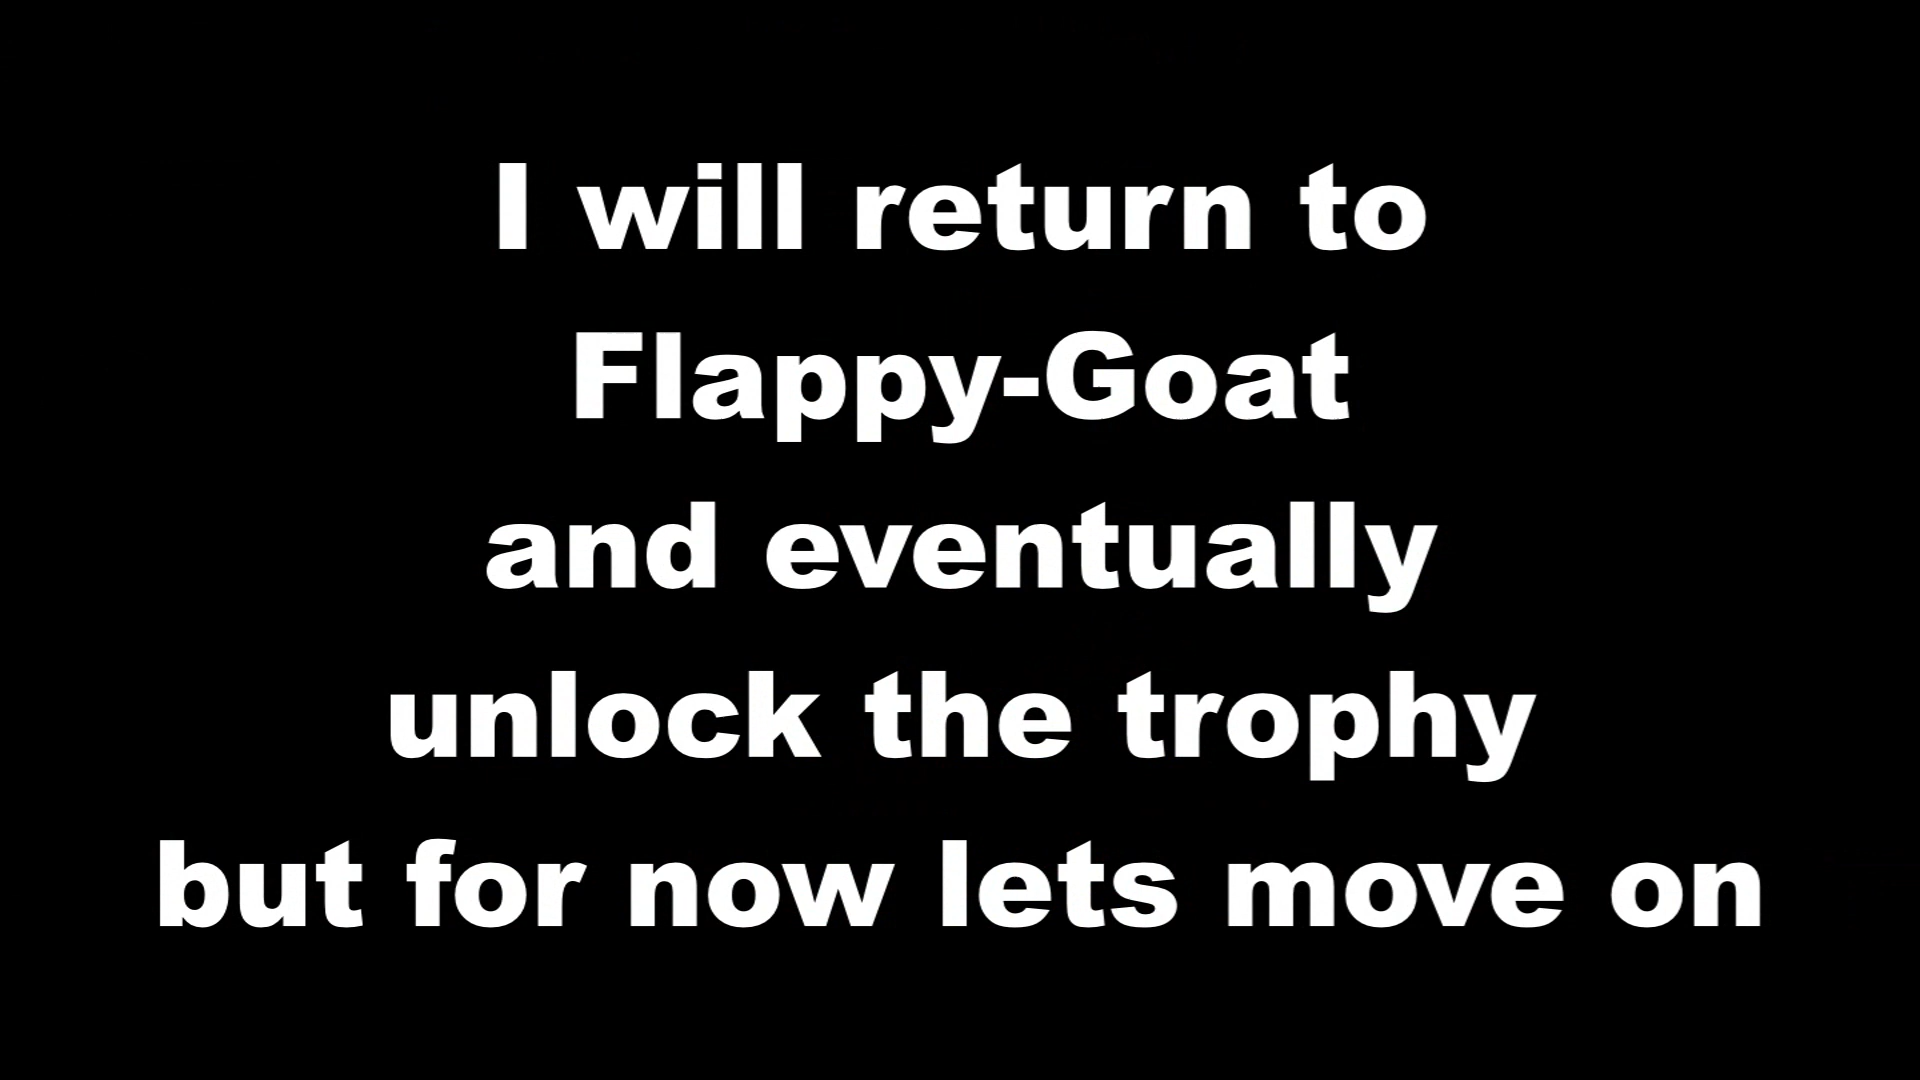 I will return to
Flappy-Goat
and eventually
unlock the trophy
but for now lets move on